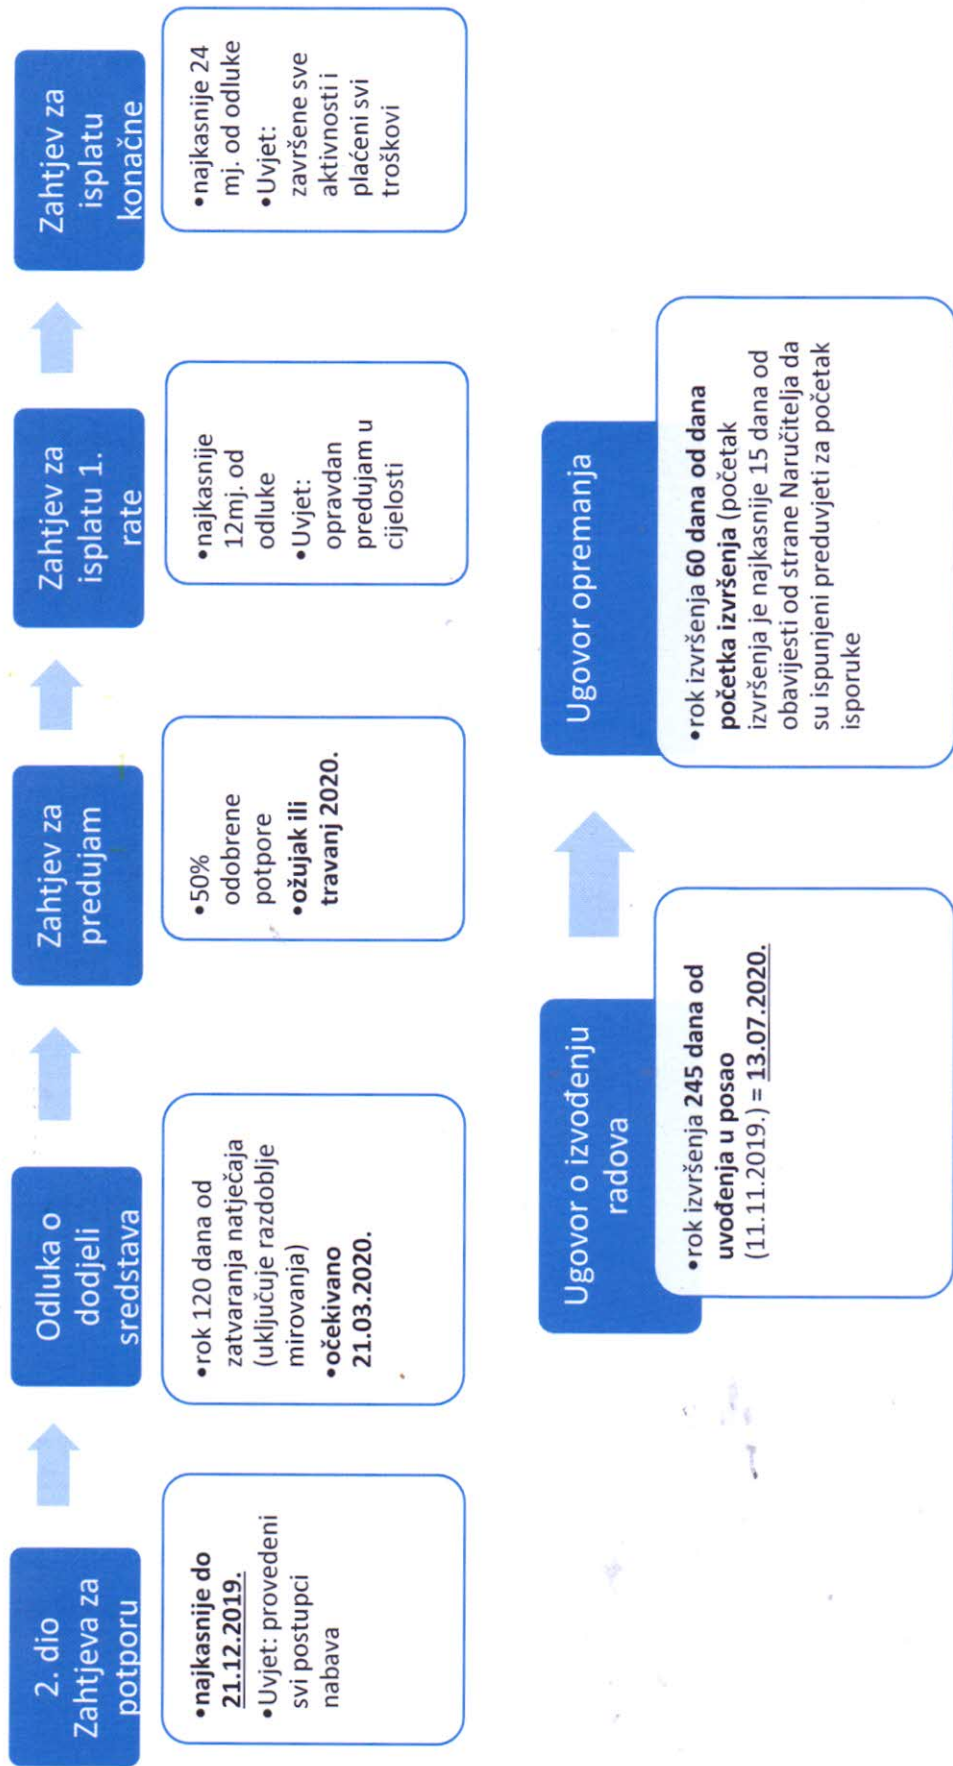 2. dio
Zahtjeva za
potporu
•najkasnije do
21.12.2019.
•Uvjet: provedeni
svi postupci
nabava
Odluka o
dodjeli
sredstava
•rok 120 dana od
zatvaranja natječaja
(uključuje razdoblje
mirovanja)
•očekivano
21.03.2020.
Zahtjev za
predujam
•50%
odobrene
potpore
•ožujak ili
travanj 2020.
Zahtjev za
isplatu 1.
rate
•najkasnije
12mj. od
odluke
•Uvjet:
opravdan
predujam u
cijelosti
Zahtjev za
isplatu
konačne
•najkasnije 24
mj. od odluke
•Uvjet:
završene sve
aktivnosti i
plaćeni svi
troškovi
Ugovor o izvođenju
radova
•rok izvršenja 245 dana od
uvođenja u posao
(11.11.2019.) = 13.07.2020.
Ugovor opremanja
•rok izvršenja 60 dana od dana
početka izvršenja (početak
izvršenja je najkasnije 15 dana od
obavijesti od strane Naručitelja da
su ispunjeni preduvjeti za početak
isporuke